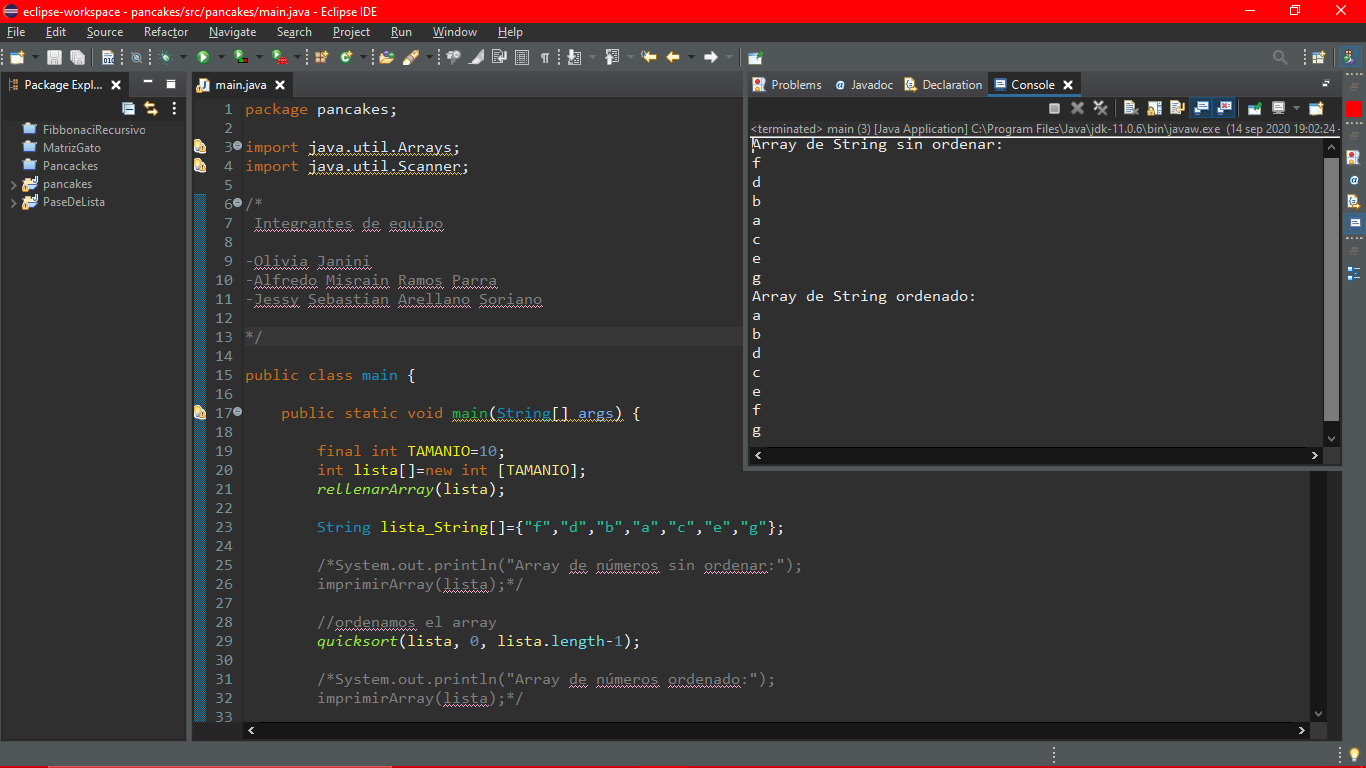 eclipse-workspace - pancakes/src/pancakes/main.java - Eclipse IDE
File Edit Source Refactor Navigate Search Project Run Window Help
Package Expl...
FibbonaciRecursivo
MatrizGato
Pancackes
pancakes
PaseDeLista
main.java
1 package pancakes;
2
3 import java.util.Arrays;
4 import java.util.Scanner;
5
6 /*
7 Integrantes de equipo
8
9 -Olivia Janini
10 -Alfredo Misrain Ramos Parra
11 -Jessy Sebastian Arellano Soriano
12
13 */
14
15 public class main {
16
17 public static void main(String[] args) {
18
19 final int TAMANIO=10;
20 int lista[]=new int [TAMANIO];
21 rellenarArray(lista);
22
23 String lista_String[]={"f","d","b","a","c","e","g"};
24
25 /*System.out.println("Array de números sin ordenar:");
26 imprimirArray(lista);*/
27
28 //ordenamos el array
29 quicksort(lista, 0, lista.length-1);
30
31 /*System.out.println("Array de números ordenado:");
32 imprimirArray(lista);*/
33
Problems Javadoc Declaration Console
<terminated> main (3) [Java Application] C:\Program Files\Java\jdk-11.0.6\bin\javaw.exe (14 sep 2020 19:02:24 -
Array de String sin ordenar:
f
d
b
a
c
e
g
Array de String ordenado:
a
b
d
c
e
f
g